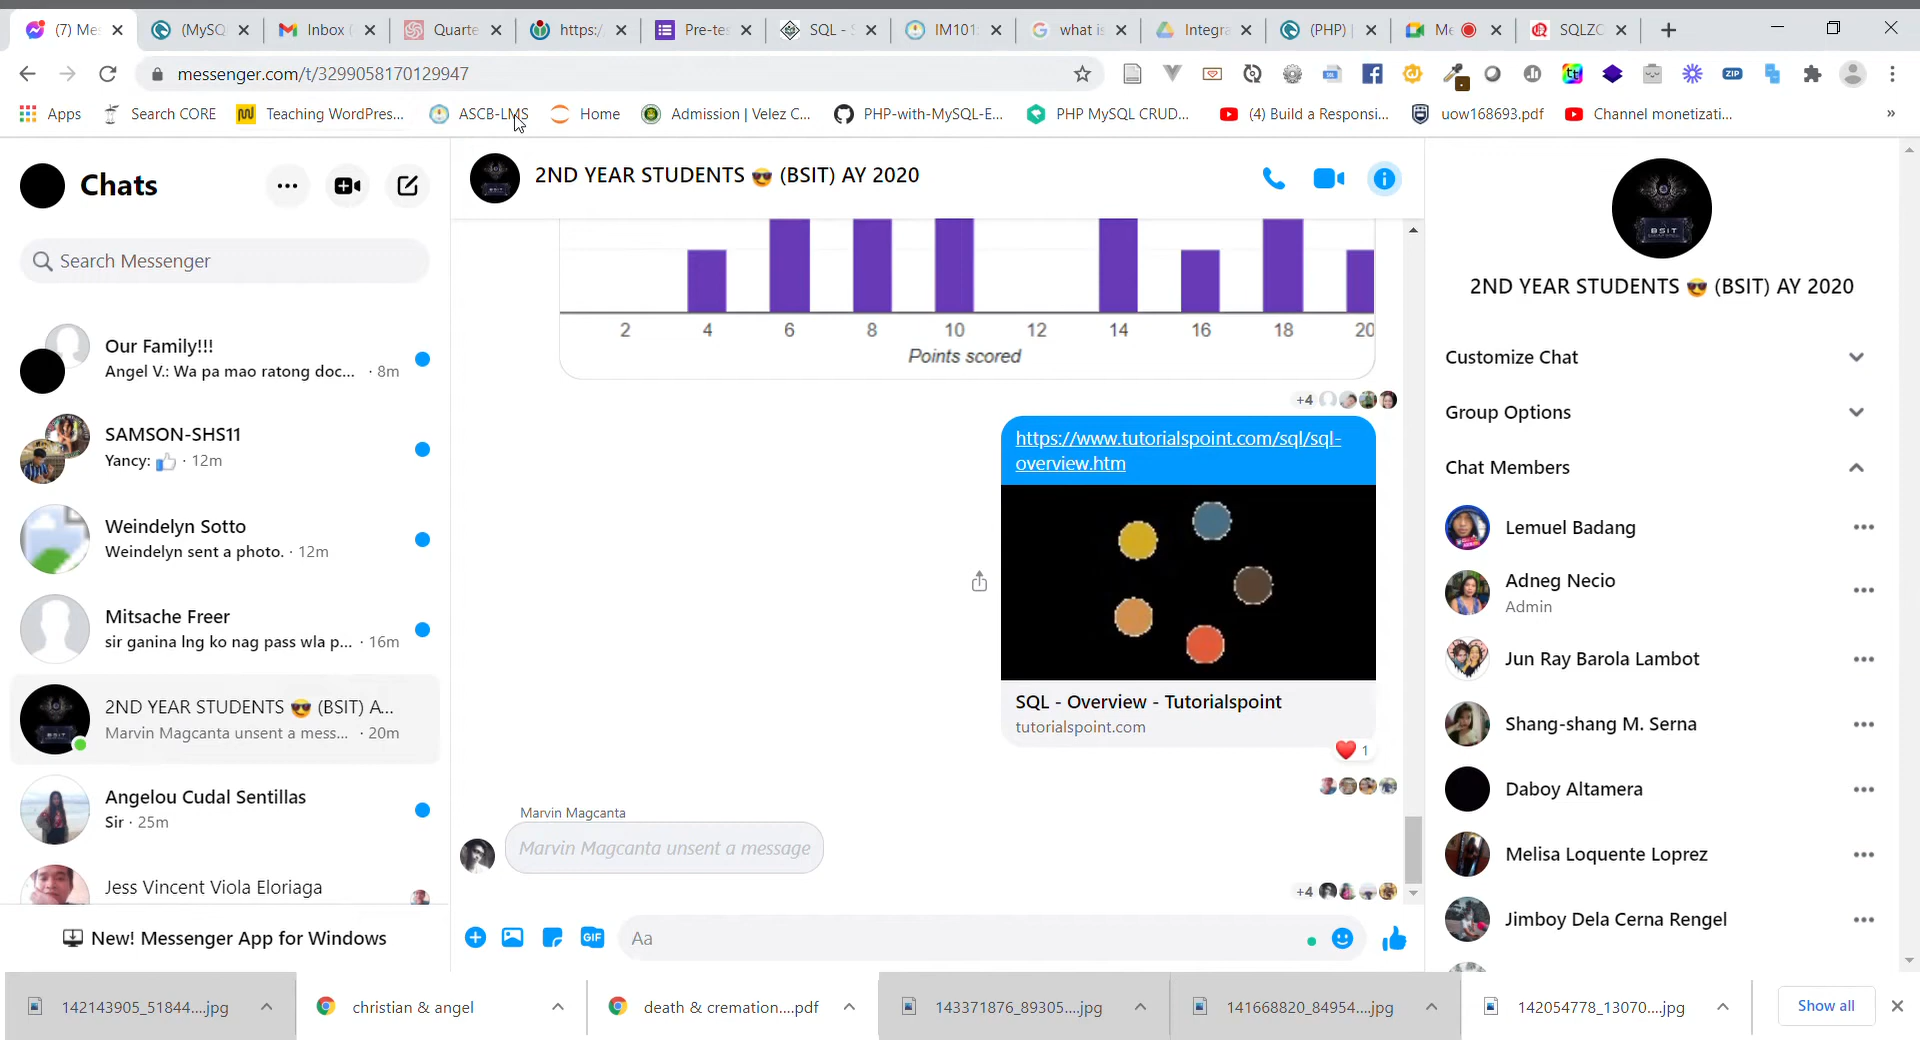 (7) Mes
(MySQ
Inbox (
Quarte
https:/
Pre-tes
SQL - S
IM101:
what is
Integra
(PHP) |
Me
SQLZO
messenger.com/t/3299058170129947
Apps
Search CORE
Teaching WordPres...
ASCB-LMS
Home
Admission | Velez C...
PHP-with-MySQL-E...
PHP MySQL CRUD...
(4) Build a Responsi...
uow168693.pdf
Channel monetizati...
»
Chats
Search Messenger
Our Family!!!
Angel V.: Wa pa mao ratong doc... · 8m
SAMSON-SHS11
Yancy: 👍 · 12m
Weindelyn Sotto
Weindelyn sent a photo. · 12m
Mitsache Freer
sir ganina lng ko nag pass wla p... · 16m
2ND YEAR STUDENTS 😎 (BSIT) A...
Marvin Magcanta unsent a mess... · 20m
Angelou Cudal Sentillas
Sir · 25m
Jess Vincent Viola Eloriaga
New! Messenger App for Windows
2ND YEAR STUDENTS 😎 (BSIT) AY 2020
2 4 6 8 10 12 14 16 18 20
Points scored
+4
https://www.tutorialspoint.com/sql/sql-
overview.htm
SQL - Overview - Tutorialspoint
tutorialspoint.com
❤️ 1
Marvin Magcanta
Marvin Magcanta unsent a message
+4
GIF
Aa
BSIT
2ND YEAR STUDENTS 😎 (BSIT) AY 2020
Customize Chat
Group Options
Chat Members
Lemuel Badang
Adneg Necio
Admin
Jun Ray Barola Lambot
Shang-shang M. Serna
Daboy Altamera
Melisa Loquente Loprez
Jimboy Dela Cerna Rengel
142143905_51844....jpg
christian & angel
death & cremation....pdf
143371876_89305....jpg
141668820_84954....jpg
142054778_13070....jpg
Show all